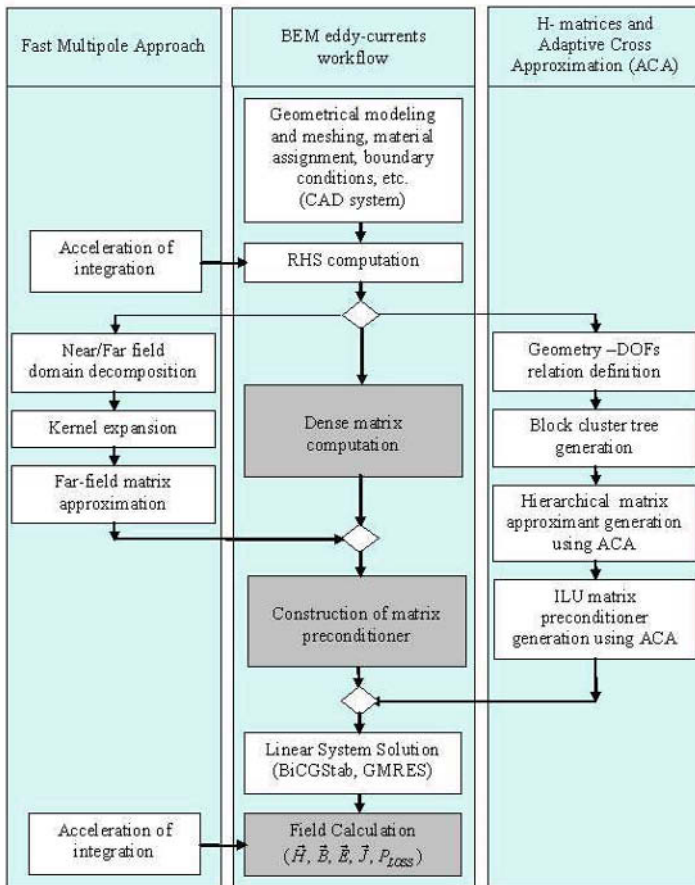 Fast Multipole Approach
BEM eddy-currents
workflow
H- matrices and
Adaptive Cross
Approximation (ACA)
Geometrical modeling
and meshing, material
assignment, boundary
conditions, etc.
(CAD system)
Acceleration of
integration
RHS computation
Near/Far field
domain decomposition
Kernel expansion
Far-field matrix
approximation
Dense matrix
computation
Geometry –DOFs
relation definition
Block cluster tree
generation
Hierarchical matrix
approximant generation
using ACA
ILU matrix
preconditioner
generation using ACA
Construction of matrix
preconditioner
Linear System Solution
(BiCGStab, GMRES)
Acceleration of
integration
Field Calculation
(H⃗, B⃗, E⃗, J⃗, P_LOSS)